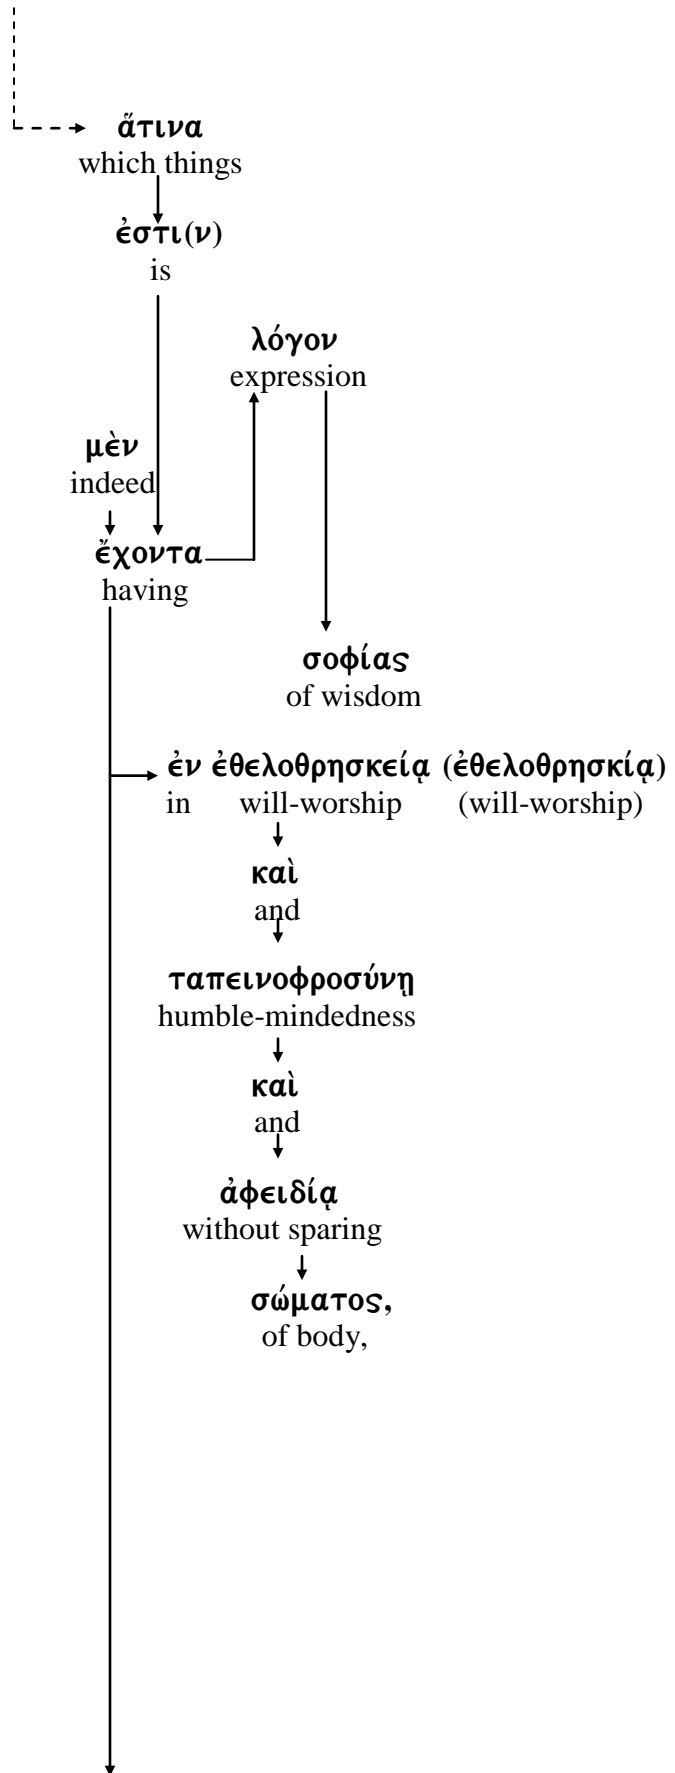 ἅτινα
which things
ἐστι(ν)
is
λόγον
expression
μὲν
indeed
ἔχοντα
having
σοφίας
of wisdom
ἐν ἐθελοθρησκείᾳ (ἐθελοθρησκίᾳ)
in will-worship (will-worship)
καὶ
and
ταπεινοφροσύνῃ
humble-mindedness
καὶ
and
ἀφειδίᾳ
without sparing
σώματος,
of body,